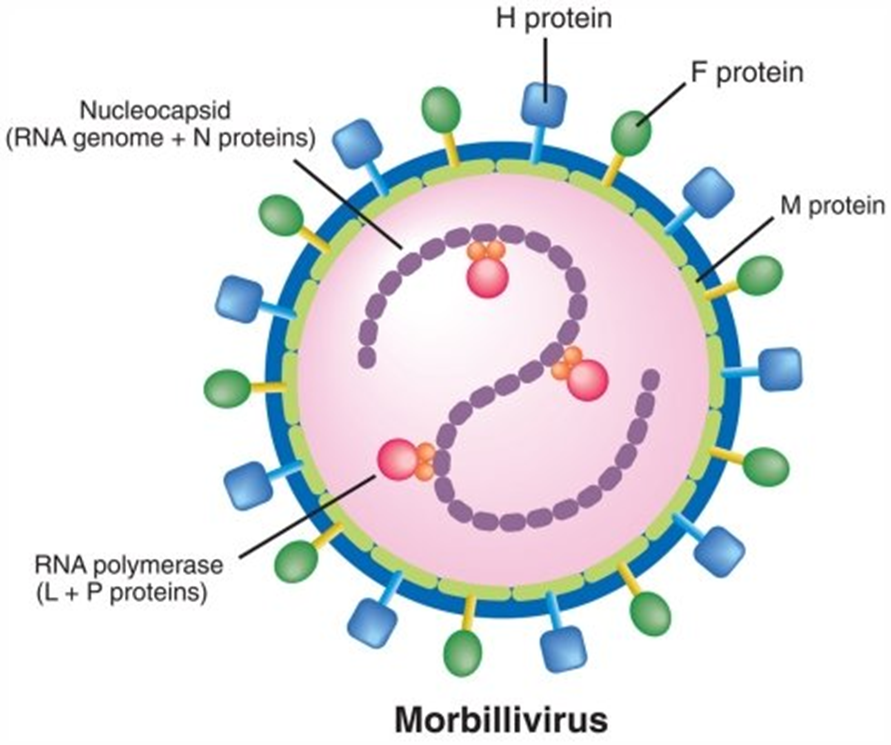 H protein
F protein
Nucleocapsid
(RNA genome + N proteins)
M protein
RNA polymerase
(L + P proteins)
Morbillivirus